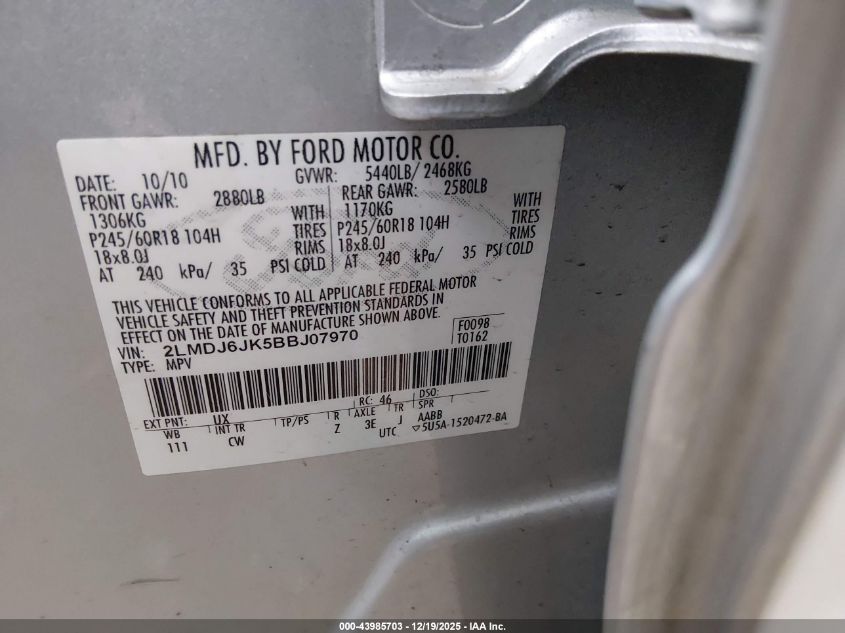 MFD. BY FORD MOTOR CO.
DATE: 10/10 GVWR: 5440LB/ 2468KG
FRONT GAWR: 2880LB REAR GAWR: 2580LB
1306KG WITH 1170KG WITH
P245/60R18 104H TIRES P245/60R18 104H TIRES
18x8.0J RIMS 18x8.0J RIMS
AT 240 kPa/ 35 PSI COLD AT 240 kPa/ 35 PSI COLD
THIS VEHICLE CONFORMS TO ALL APPLICABLE FEDERAL MOTOR
VEHICLE SAFETY AND THEFT PREVENTION STANDARDS IN
EFFECT ON THE DATE OF MANUFACTURE SHOWN ABOVE.
VIN: 2LMDJ6JK5BBJ07970 F0098
TYPE: MPV T0162
EXT PNT: UX RC: 46 DSO:
WB INT TR TP/PS R AXLE TR SPR
111 CW Z 3E J AABB
UTC ▽5U5A-1520472-BA
000-43985703 — 12/19/2025 — IAA Inc.